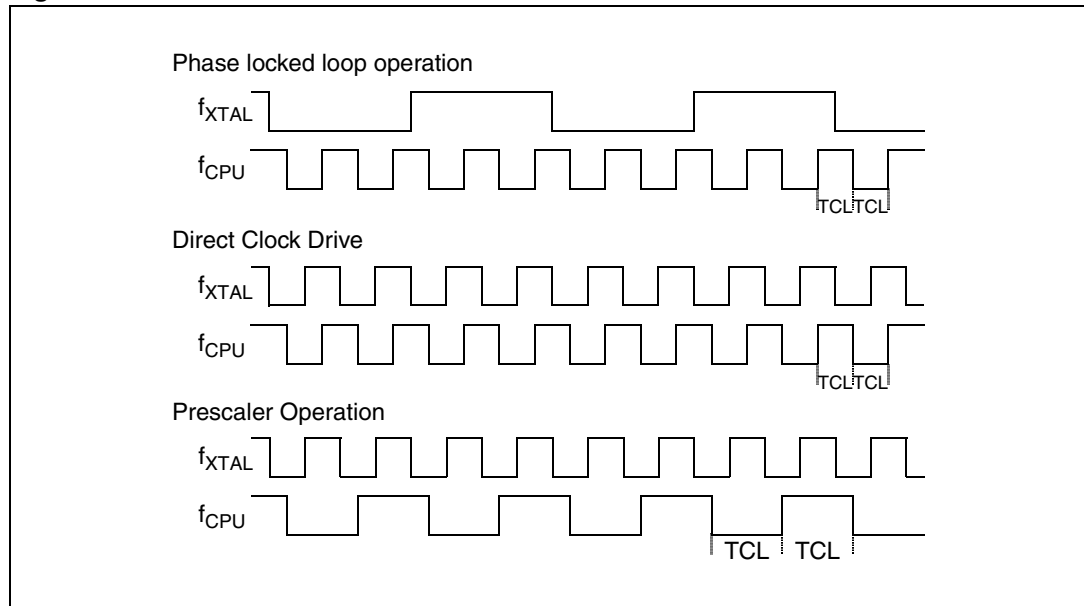 Phase locked loop operation
fXTAL
fCPU
TCL TCL
Direct Clock Drive
fXTAL
fCPU
TCL TCL
Prescaler Operation
fXTAL
fCPU
TCL TCL